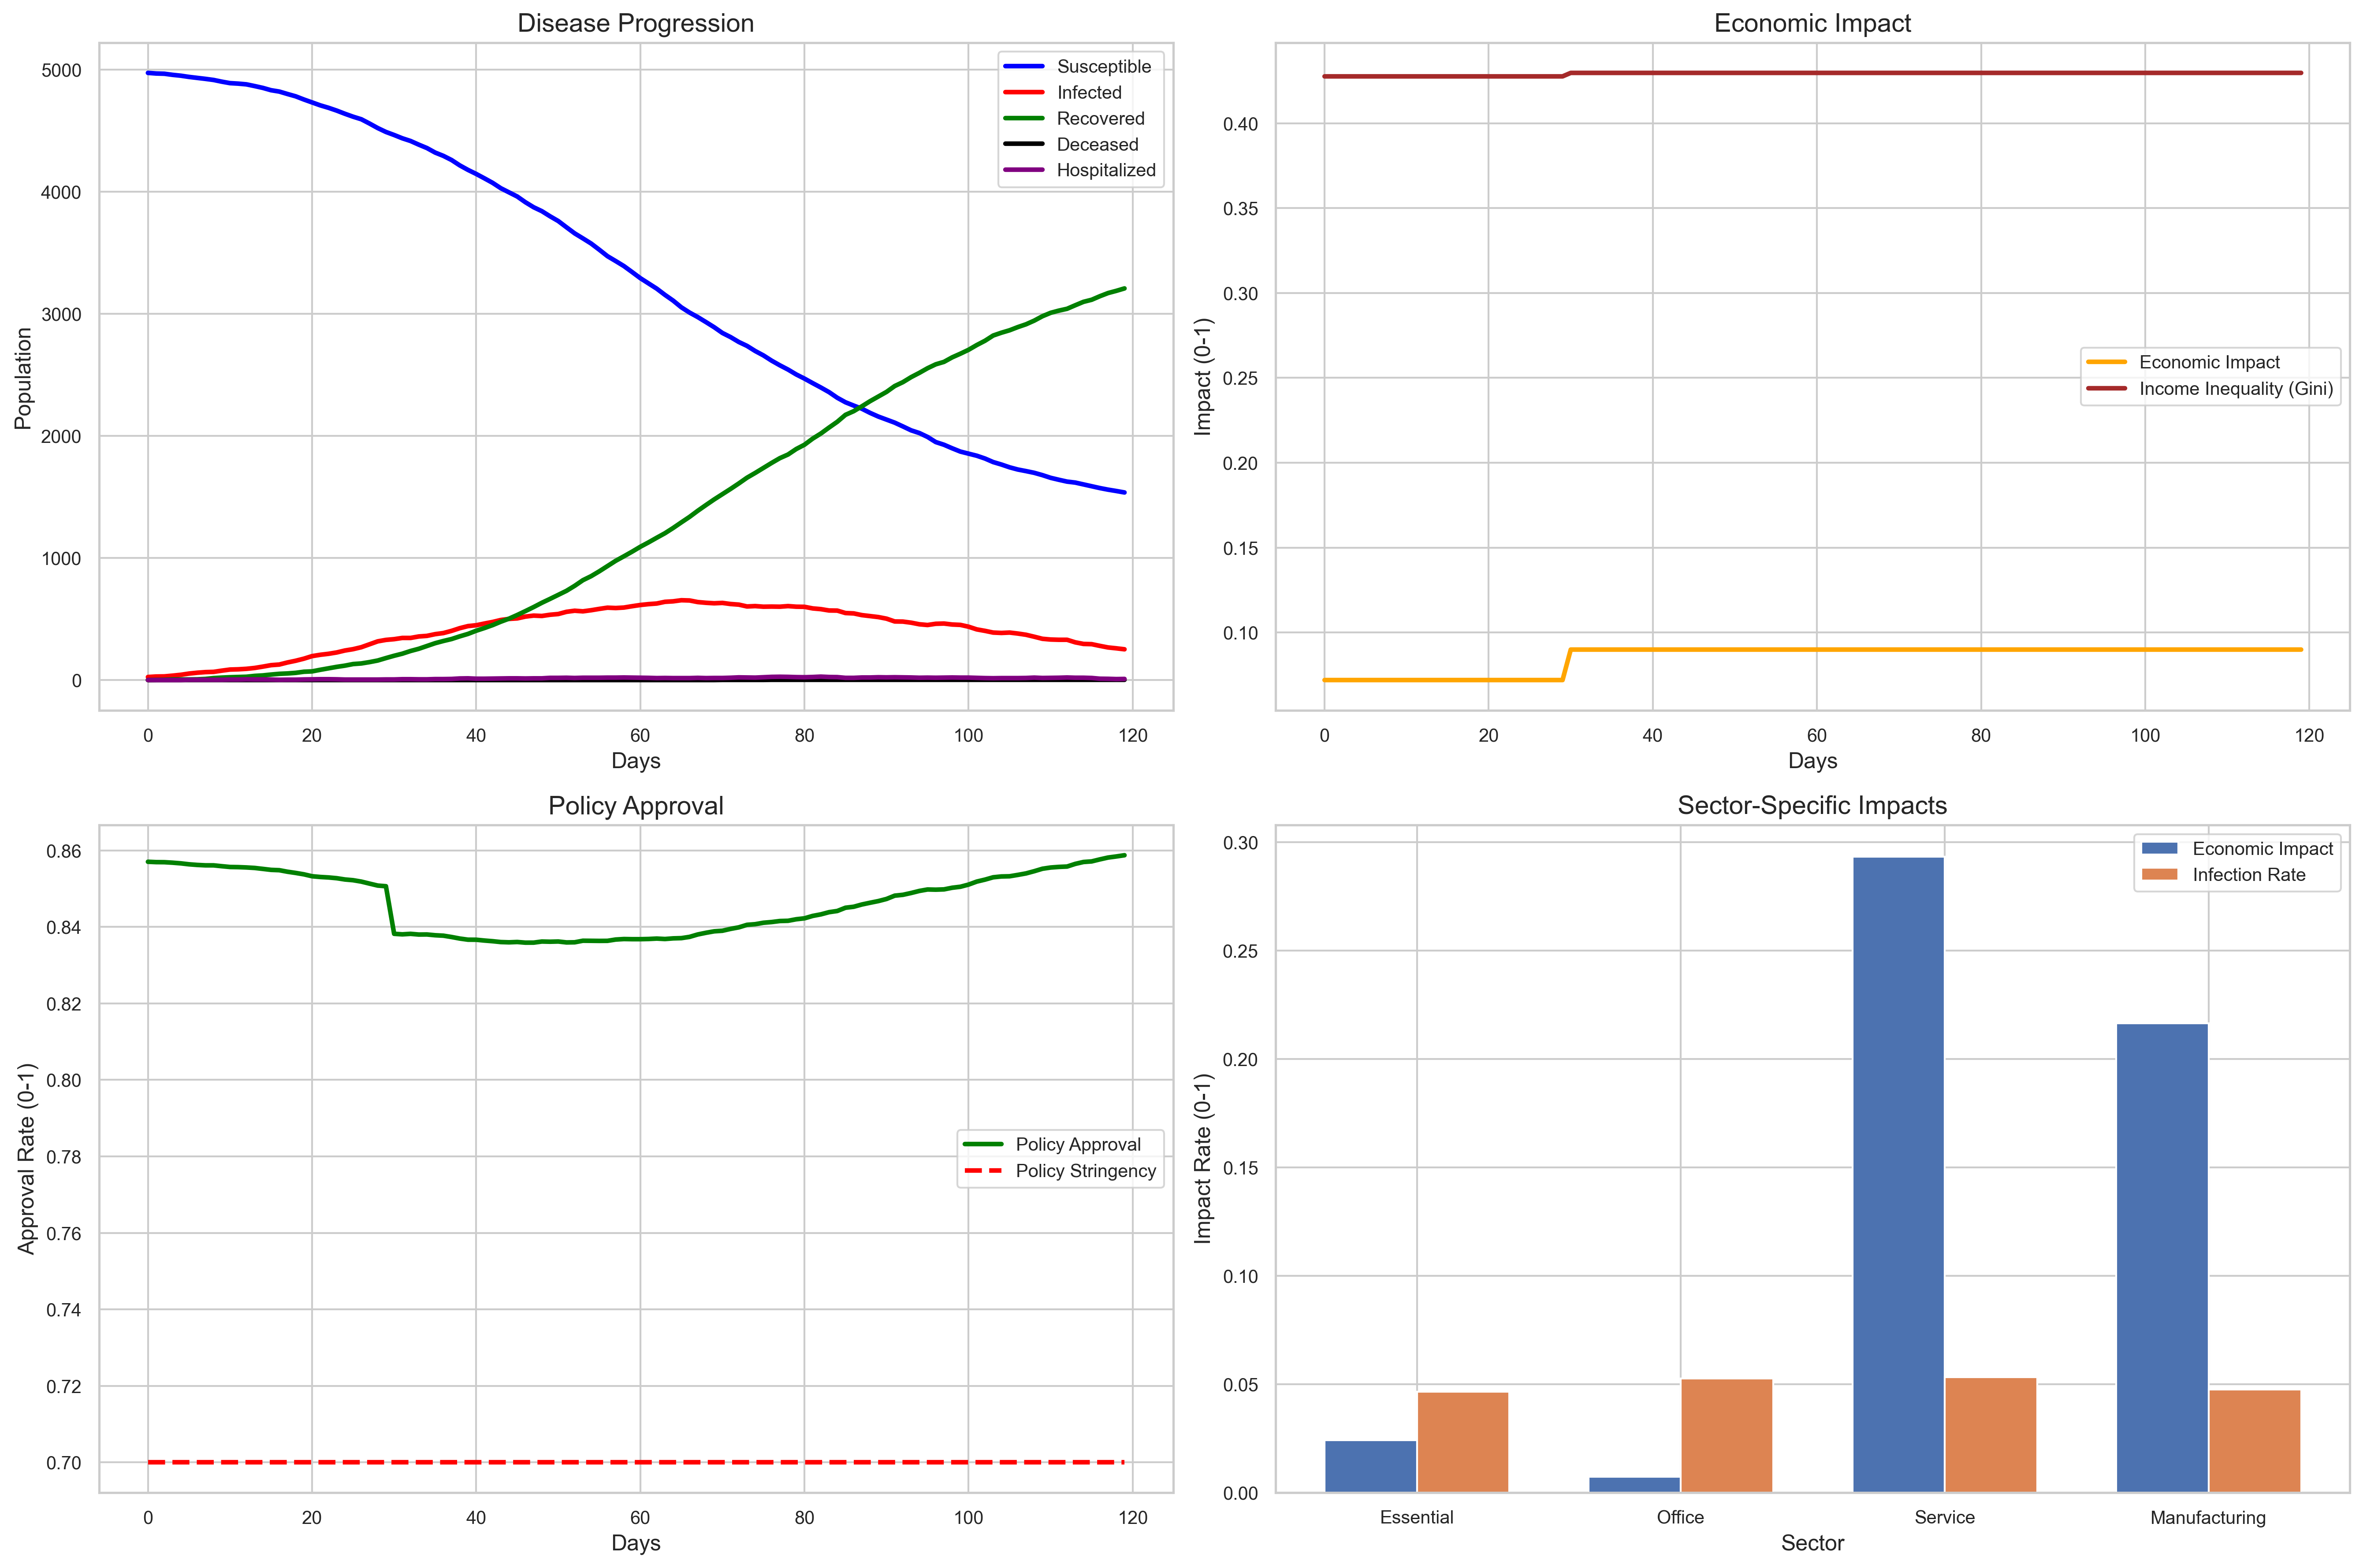 Disease Progression
5000
4000
3000
2000
1000
0
Population
0 20 40 60 80 100 120
Days
Susceptible
Infected
Recovered
Deceased
Hospitalized
Economic Impact
0.40
0.35
0.30
0.25
0.20
0.15
0.10
Impact (0-1)
0 20 40 60 80 100 120
Days
Economic Impact
Income Inequality (Gini)
Policy Approval
0.86
0.84
0.82
0.80
0.78
0.76
0.74
0.72
0.70
Approval Rate (0-1)
0 20 40 60 80 100 120
Days
Policy Approval
Policy Stringency
Sector-Specific Impacts
0.30
0.25
0.20
0.15
0.10
0.05
0.00
Impact Rate (0-1)
Essential Office Service Manufacturing
Sector
Economic Impact
Infection Rate